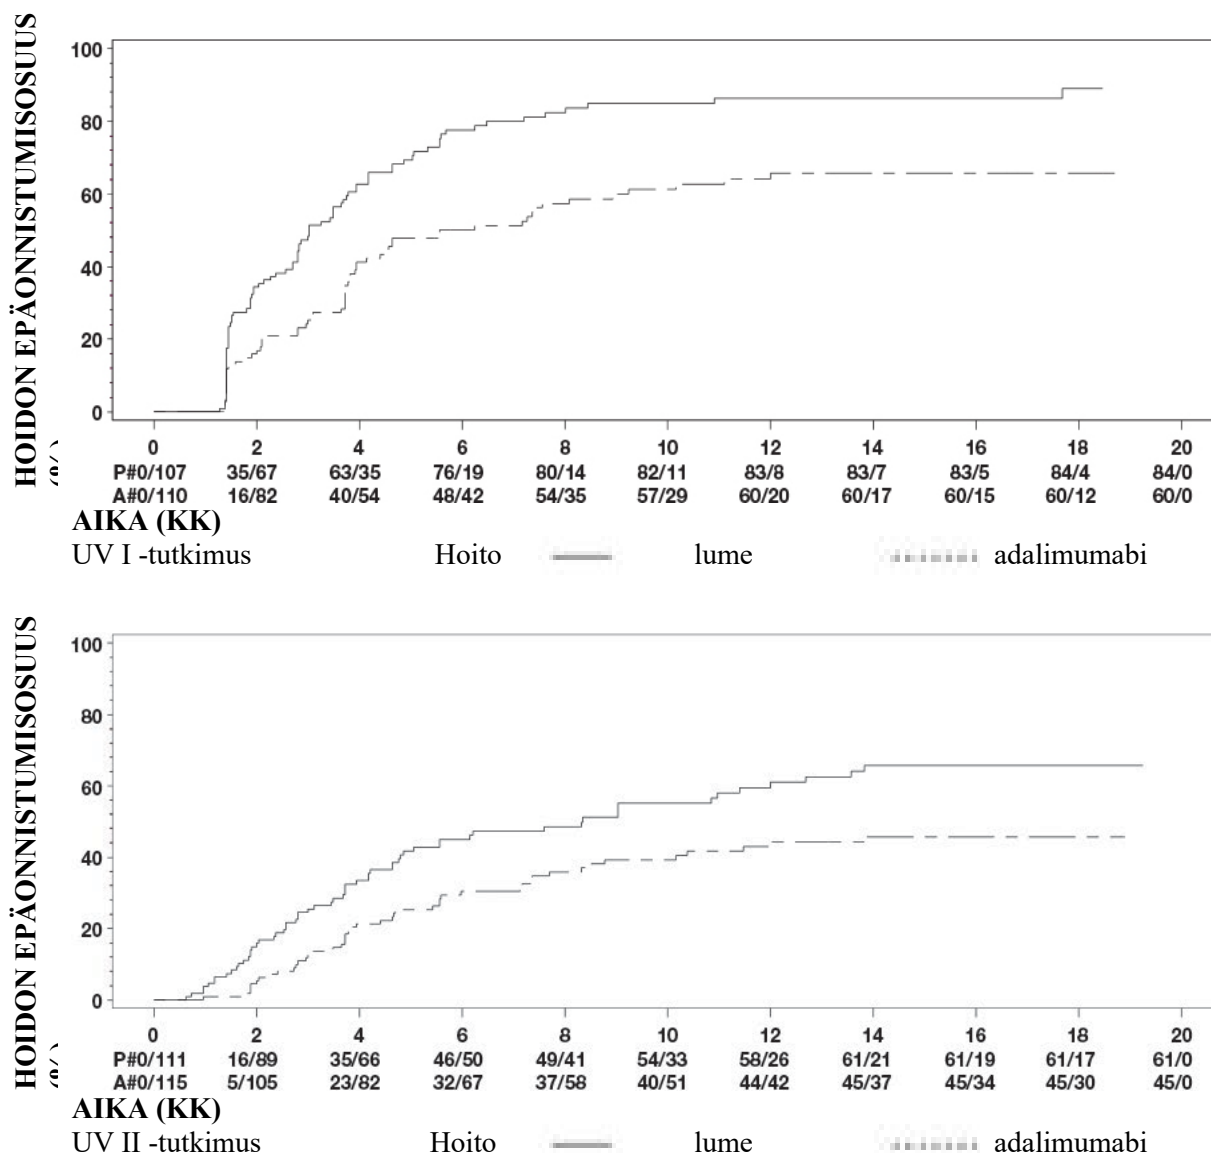 HOIDON EPÄONNISTUMISOSUUS
(%)
100
80
60
40
20
0
0 2 4 6 8 10 12 14 16 18 20
P#0/107 35/67 63/35 76/19 80/14 82/11 83/8 83/7 83/5 84/4 84/0
A#0/110 16/82 40/54 48/42 54/35 57/29 60/20 60/17 60/15 60/12 60/0
AIKA (KK)
UV I -tutkimus Hoito lume adalimumabi
HOIDON EPÄONNISTUMISOSUUS
(%)
100
80
60
40
20
0
0 2 4 6 8 10 12 14 16 18 20
P#0/111 16/89 35/66 46/50 49/41 54/33 58/26 61/21 61/19 61/17 61/0
A#0/115 5/105 23/82 32/67 37/58 40/51 44/42 45/37 45/34 45/30 45/0
AIKA (KK)
UV II -tutkimus Hoito lume adalimumabi